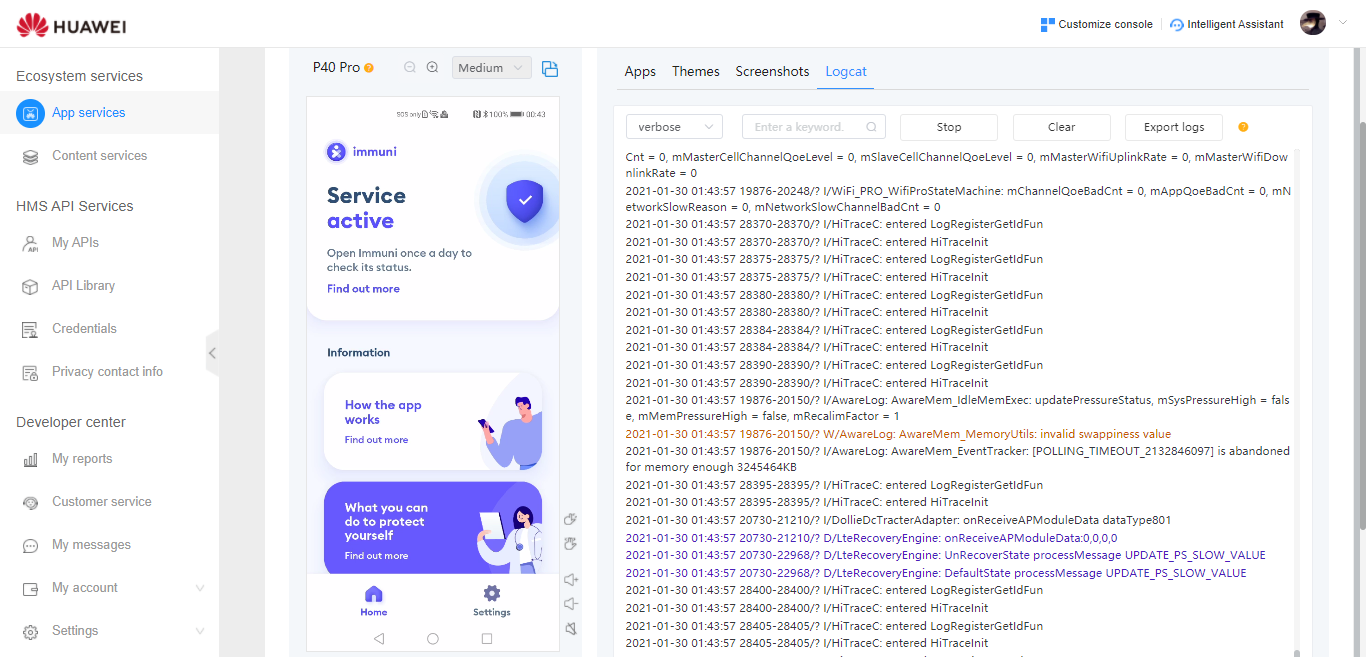 HUAWEI
Customize console
Intelligent Assistant
Ecosystem services
App services
Content services
HMS API Services
My APIs
API Library
Credentials
Privacy contact info
Developer center
My reports
Customer service
My messages
My account
Settings
P40 Pro
Medium
SOS only
100%
00:43
immuni
Service
active
Open Immuni once a day to
check its status.
Find out more
Information
How the app
works
Find out more
What you can
do to protect
yourself
Find out more
Home
Settings
Apps
Themes
Screenshots
Logcat
verbose
Enter a keyword.
Stop
Clear
Export logs
Cnt = 0, mMasterCellChannelQoeLevel = 0, mSlaveCellChannelQoeLevel = 0, mMasterWifiUplinkRate = 0, mMasterWifiDow
nlinkRate = 0
2021-01-30 01:43:57 19876-20248/? I/WiFi_PRO_WifiProStateMachine: mChannelQoeBadCnt = 0, mAppQoeBadCnt = 0, mN
etworkSlowReason = 0, mNetworkSlowChannelBadCnt = 0
2021-01-30 01:43:57 28370-28370/? I/HiTraceC: entered LogRegisterGetIdFun
2021-01-30 01:43:57 28370-28370/? I/HiTraceC: entered HiTraceInit
2021-01-30 01:43:57 28375-28375/? I/HiTraceC: entered LogRegisterGetIdFun
2021-01-30 01:43:57 28375-28375/? I/HiTraceC: entered HiTraceInit
2021-01-30 01:43:57 28380-28380/? I/HiTraceC: entered LogRegisterGetIdFun
2021-01-30 01:43:57 28380-28380/? I/HiTraceC: entered HiTraceInit
2021-01-30 01:43:57 28384-28384/? I/HiTraceC: entered LogRegisterGetIdFun
2021-01-30 01:43:57 28384-28384/? I/HiTraceC: entered HiTraceInit
2021-01-30 01:43:57 28390-28390/? I/HiTraceC: entered LogRegisterGetIdFun
2021-01-30 01:43:57 28390-28390/? I/HiTraceC: entered HiTraceInit
2021-01-30 01:43:57 19876-20150/? I/AwareLog: AwareMem_IdleMemExec: updatePressureStatus, mSysPressureHigh = fals
e, mMemPressureHigh = false, mRecalimFactor = 1
2021-01-30 01:43:57 19876-20150/? W/AwareLog: AwareMem_MemoryUtils: invalid swappiness value
2021-01-30 01:43:57 19876-20150/? I/AwareLog: AwareMem_EventTracker: [POLLING_TIMEOUT_2132846097] is abandoned
for memory enough 3245464KB
2021-01-30 01:43:57 28395-28395/? I/HiTraceC: entered LogRegisterGetIdFun
2021-01-30 01:43:57 28395-28395/? I/HiTraceC: entered HiTraceInit
2021-01-30 01:43:57 20730-21210/? I/DollieDcTracterAdapter: onReceiveAPModuleData dataType801
2021-01-30 01:43:57 20730-21210/? D/LteRecoveryEngine: onReceiveAPModuleData:0,0,0,0
2021-01-30 01:43:57 20730-22968/? D/LteRecoveryEngine: UnRecoverState processMessage UPDATE_PS_SLOW_VALUE
2021-01-30 01:43:57 20730-22968/? D/LteRecoveryEngine: DefaultState processMessage UPDATE_PS_SLOW_VALUE
2021-01-30 01:43:57 28400-28400/? I/HiTraceC: entered LogRegisterGetIdFun
2021-01-30 01:43:57 28400-28400/? I/HiTraceC: entered HiTraceInit
2021-01-30 01:43:57 28405-28405/? I/HiTraceC: entered LogRegisterGetIdFun
2021-01-30 01:43:57 28405-28405/? I/HiTraceC: entered HiTraceInit